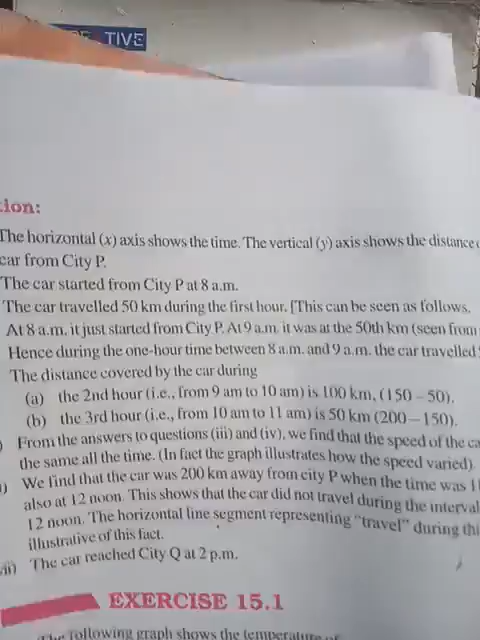 TIVE
ion:
The horizontal (x) axis shows the time. The vertical (y) axis shows the distance
car from City P.
The car started from City P at 8 a.m.
The car travelled 50 km during the first hour. [This can be seen as follows.
At 8 a.m. it just started from City P. At 9 a.m. it was at the 50th km (seen from
Hence during the one-hour time between 8 a.m. and 9 a.m. the car travelled
The distance covered by the car during
(a) the 2nd hour (i.e., from 9 am to 10 am) is 100 km, (150 – 50).
(b) the 3rd hour (i.e., from 10 am to 11 am) is 50 km (200 – 150).
) From the answers to questions (iii) and (iv), we find that the speed of the ca
the same all the time. (In fact the graph illustrates how the speed varied).
) We find that the car was 200 km away from city P when the time was 1
also at 12 noon. This shows that the car did not travel during the interval
12 noon. The horizontal line segment representing "travel" during thi
illustrative of this fact.
ii) The car reached City Q at 2 p.m.
EXERCISE 15.1
The following graph shows the temperature of